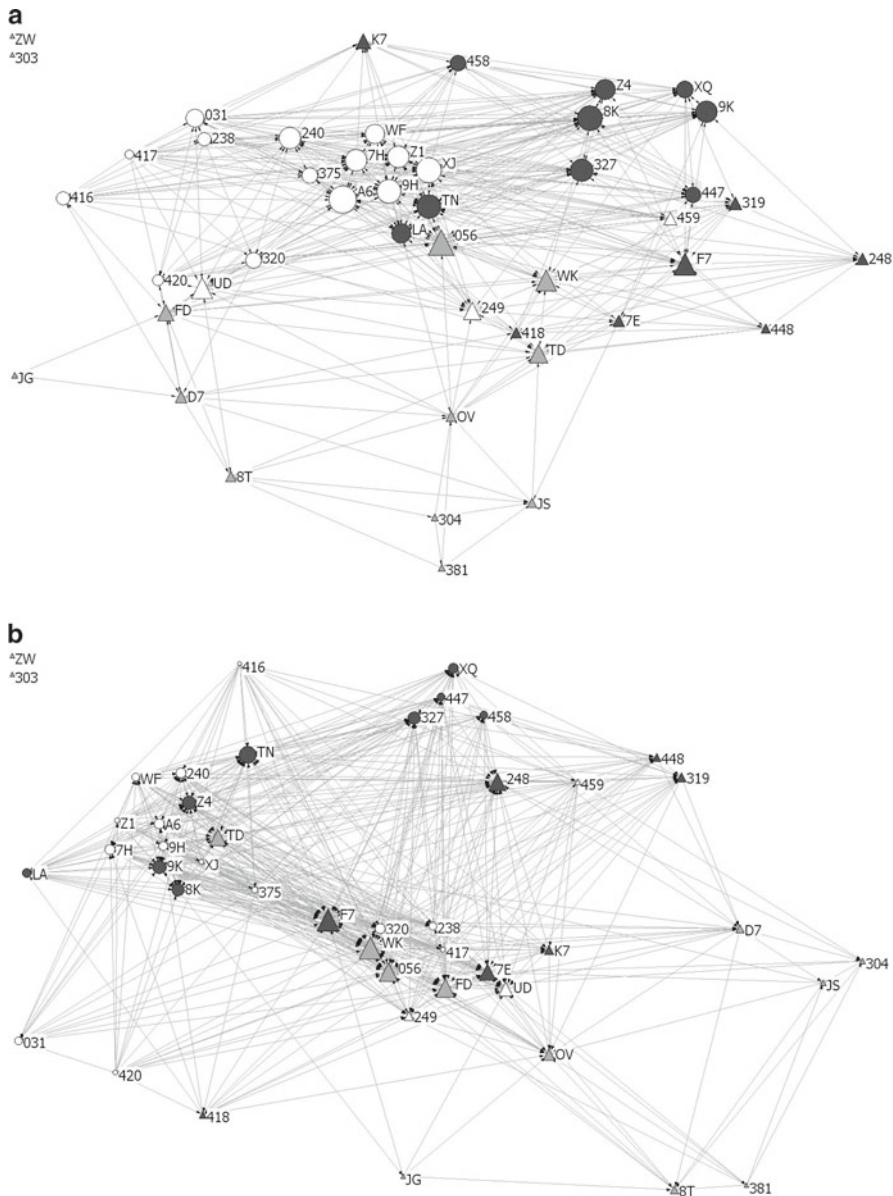 a
ZW
303
K7
458
Z4
XQ
8K
9K
031
238
240
WF
417
7H
Z1
XJ
327
375
416
A6
9H
TN
447
319
459
LA
056
320
F7
248
420
UD
WK
FD
249
7E
418
448
TD
JG
D7
OV
8T
JS
304
381
b
ZW
303
416
XQ
447
327
458
TN
448
WF
240
248
459
319
Z4
Z1
A6
TD
7H
9H
XJ
LA
9K
8K
375
F7
320
238
D7
WK
417
K7
056
7E
304
FD
UD
JS
249
031
OV
420
418
JG
8T
381